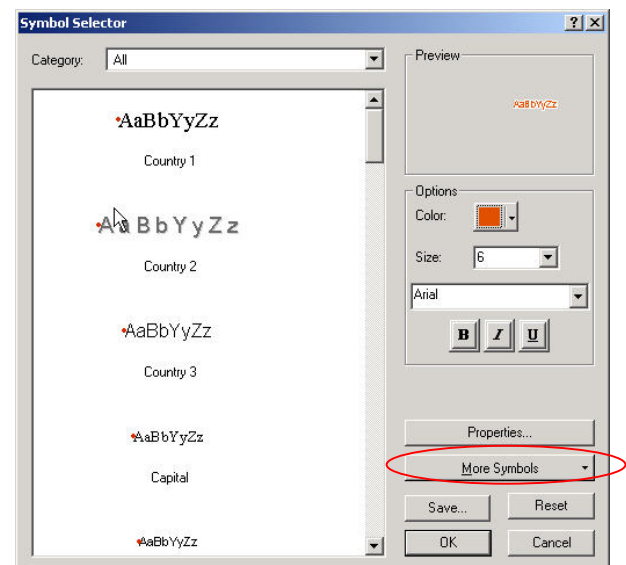 Symbol Selector
Category: All
AaBbYyZz
Country 1
AaBbYyZz
Country 2
AaBbYyZz
Country 3
AaBbYyZz
Capital
AaBbYyZz
Preview
AaBbYyZz
Options
Color:
Size: 6
Arial
B I U
Properties...
More Symbols
Save... Reset
OK Cancel